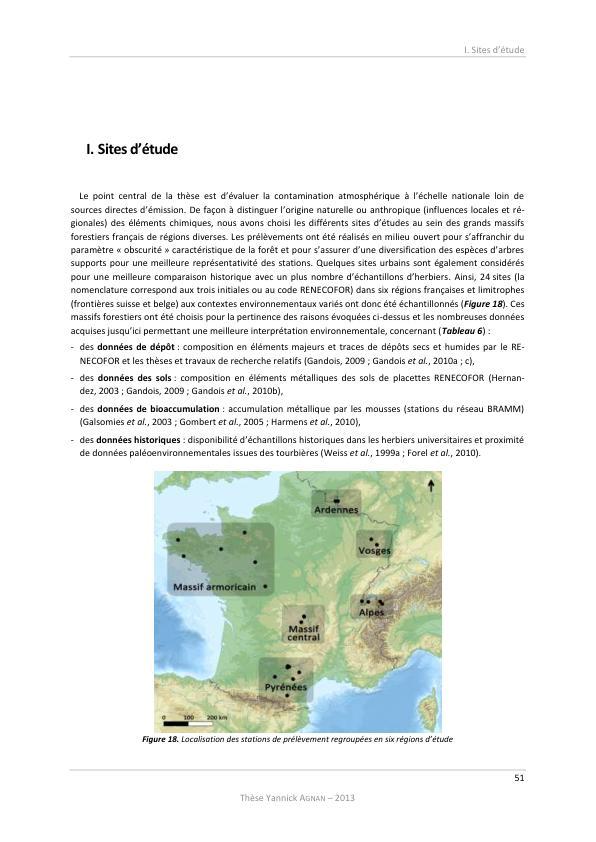 I. Sites d’étude
I. Sites d’étude
Le point central de la thèse est d’évaluer la contamination atmosphérique à l’échelle nationale loin de
sources directes d’émission. De façon à distinguer l’origine naturelle ou anthropique (influences locales et ré-
gionales) des éléments chimiques, nous avons choisi les différents sites d’études au sein des grands massifs
forestiers français de régions diverses. Les prélèvements ont été réalisés en milieu ouvert pour s’affranchir du
paramètre « obscurité » caractéristique de la forêt et pour s’assurer d’une diversification des espèces d’arbres
supports pour une meilleure représentativité des stations. Quelques sites urbains sont également considérés
pour une meilleure comparaison historique avec un plus nombre d’échantillons d’herbiers. Ainsi, 24 sites (la
nomenclature correspond aux trois initiales ou au code RENECOFOR) dans six régions françaises et limitrophes
(frontières suisse et belge) aux contextes environnementaux variés ont donc été échantillonnés (Figure 18). Ces
massifs forestiers ont été choisis pour la pertinence des raisons évoquées ci-dessus et les nombreuses données
acquises jusqu’ici permettant une meilleure interprétation environnementale, concernant (Tableau 6) :
- des données de dépôt : composition en éléments majeurs et traces de dépôts secs et humides par le RE-
NECOFOR et les thèses et travaux de recherche relatifs (Gandois, 2009 ; Gandois et al., 2010a ; c),
- des données des sols : composition en éléments métalliques des sols de placettes RENECOFOR (Hernan-
dez, 2003 ; Gandois, 2009 ; Gandois et al., 2010b),
- des données de bioaccumulation : accumulation métallique par les mousses (stations du réseau BRAMM)
(Galsomies et al., 2003 ; Gombert et al., 2005 ; Harmens et al., 2010),
- des données historiques : disponibilité d’échantillons historiques dans les herbiers universitaires et proximité
de données paléoenvironnementales issues des tourbières (Weiss et al., 1999a ; Forel et al., 2010).
Ardennes
Vosges
Massif armoricain
Alpes
Massif
central
Pyrénées
0 100 200 km
Figure 18. Localisation des stations de prélèvement regroupées en six régions d’étude
51
Thèse Yannick AGNAN – 2013